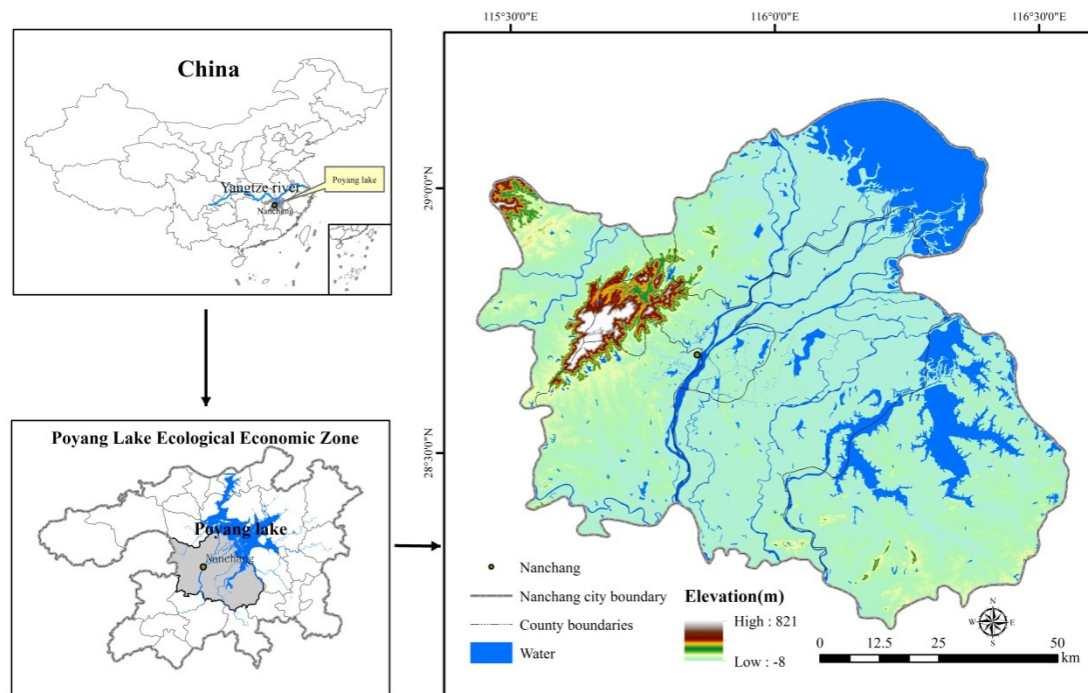 China
Yangtze river
Poyang lake
Nanchang
Poyang Lake Ecological Economic Zone
Poyang lake
Nanchang
115°30'0"E
116°0'0"E
116°30'0"E
29°0'0"N
28°30'0"N
Nanchang
Nanchang city boundary
County boundaries
Water
Elevation(m)
High : 821
Low : -8
N
W E
S
0 12.5 25 50
km